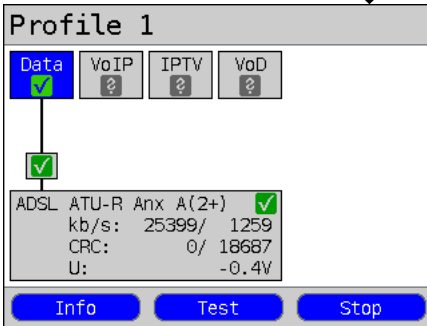 Profile 1
Data VoIP IPTV VoD
? ? ?
ADSL ATU-R Anx A(2+)
kb/s: 25399/ 1259
CRC: 0/ 18687
U: -0.4V
Info Test Stop